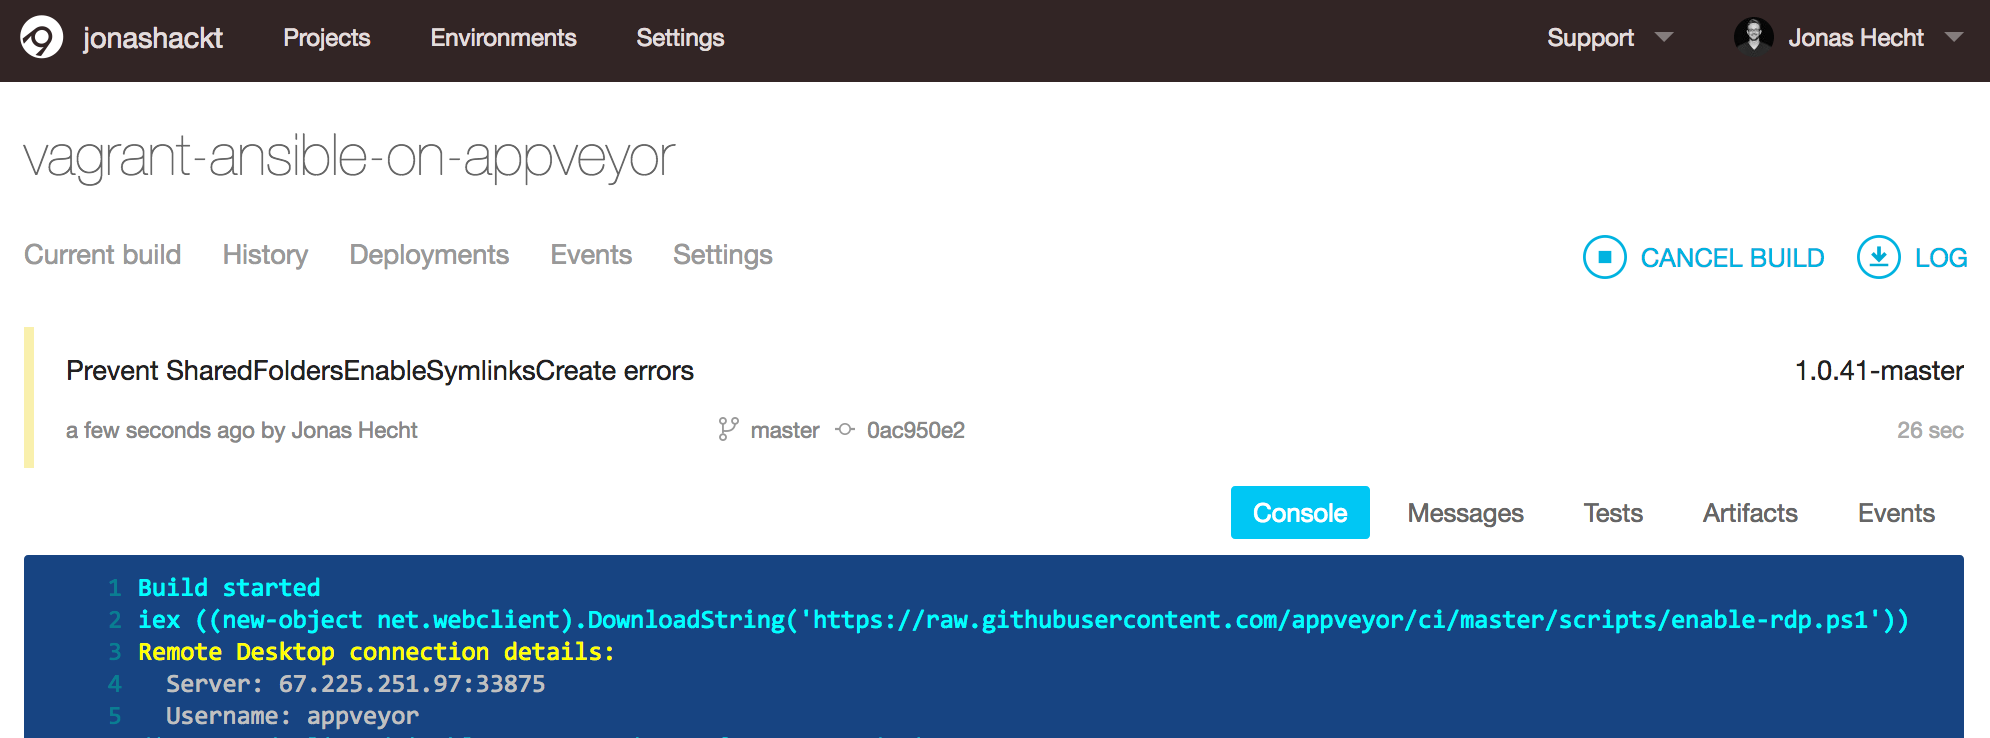 jonashackt Projects Environments Settings Support Jonas Hecht
vagrant-ansible-on-appveyor
Current build History Deployments Events Settings CANCEL BUILD LOG
Prevent SharedFoldersEnableSymlinksCreate errors 1.0.41-master
a few seconds ago by Jonas Hecht master 0ac950e2 26 sec
Console Messages Tests Artifacts Events
1 Build started
2 iex ((new-object net.webclient).DownloadString('https://raw.githubusercontent.com/appveyor/ci/master/scripts/enable-rdp.ps1'))
3 Remote Desktop connection details:
4 Server: 67.225.251.97:33875
5 Username: appveyor